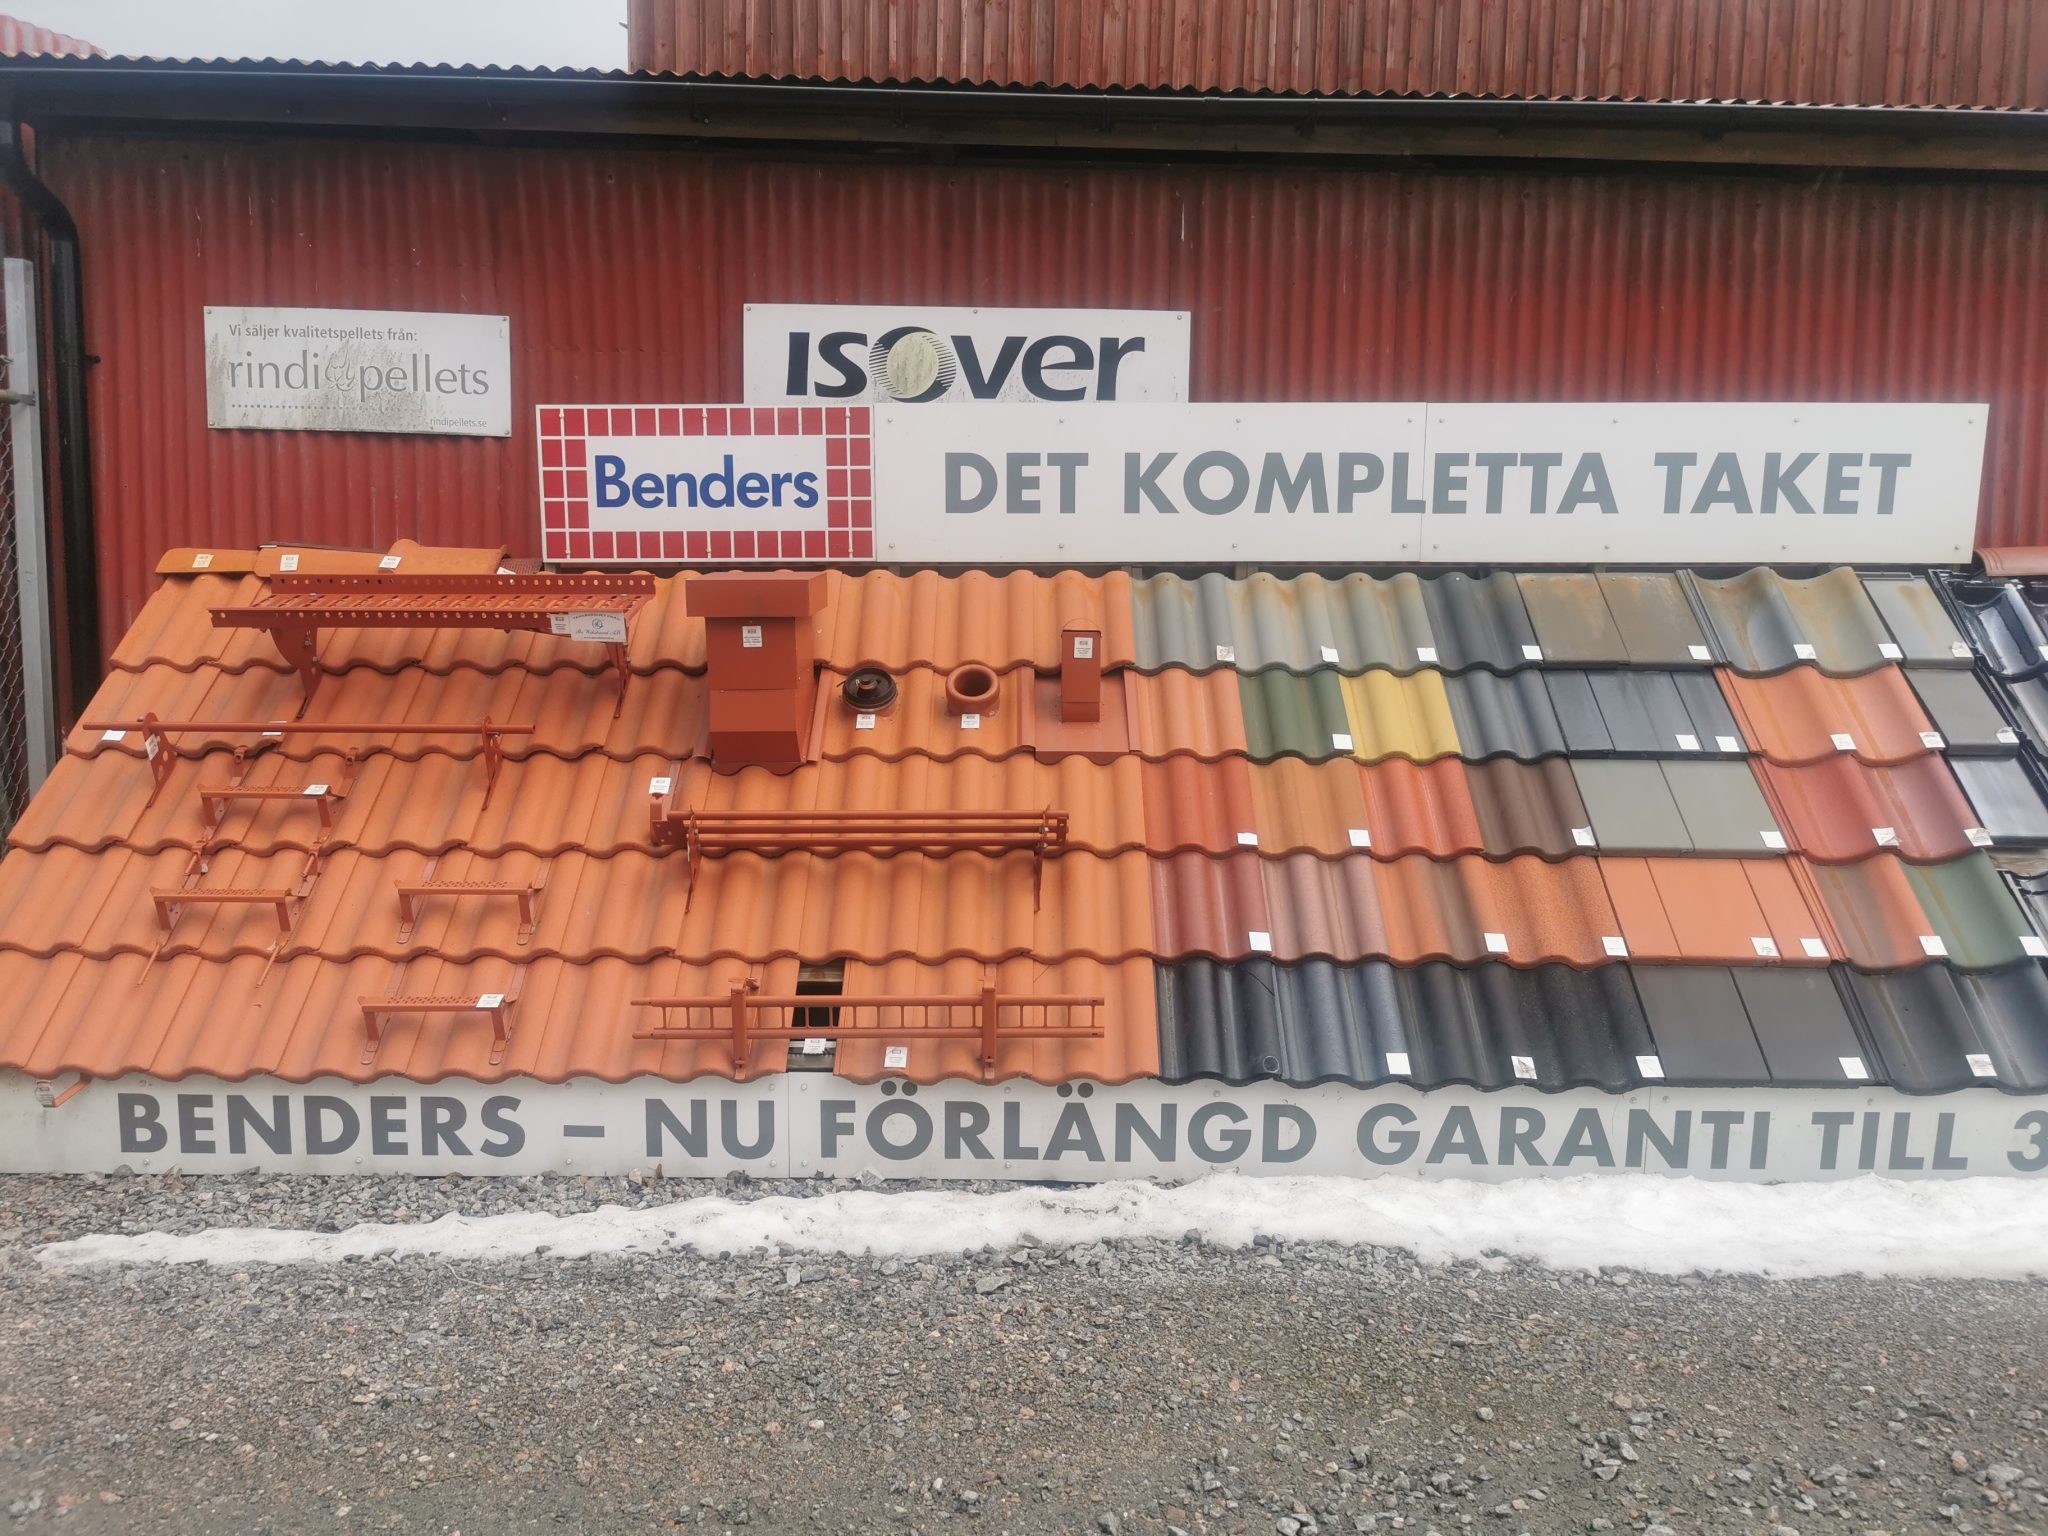 Vi säljer kvalitetspellets från:
rindi pellets
rindipellets.se
ISOver
Benders
DET KOMPLETTA TAKET
BENDERS – NU FÖRLÄNGD GARANTI TILL 3